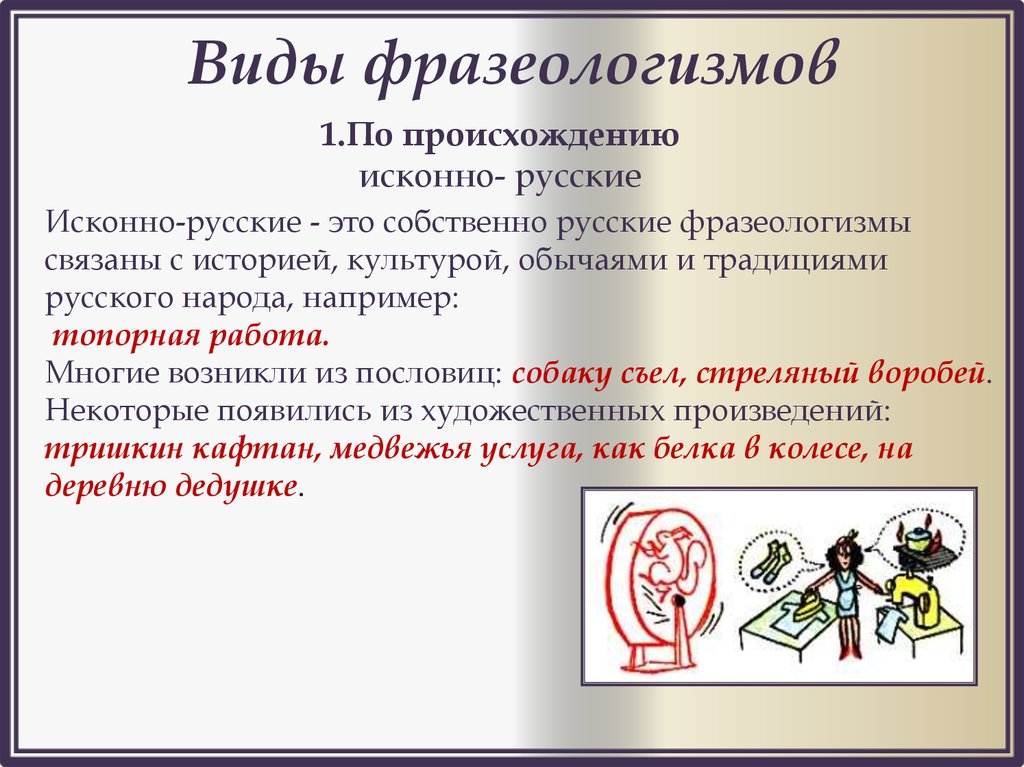 Виды фразеологизмов
1.По происхождению
исконно- русские
Исконно-русские - это собственно русские фразеологизмы
связаны с историей, культурой, обычаями и традициями
русского народа, например:
топорная работа.
Многие возникли из пословиц: собаку съел, стреляный воробей.
Некоторые появились из художественных произведений:
тришкин кафтан, медвежья услуга, как белка в колесе, на
деревню дедушке.